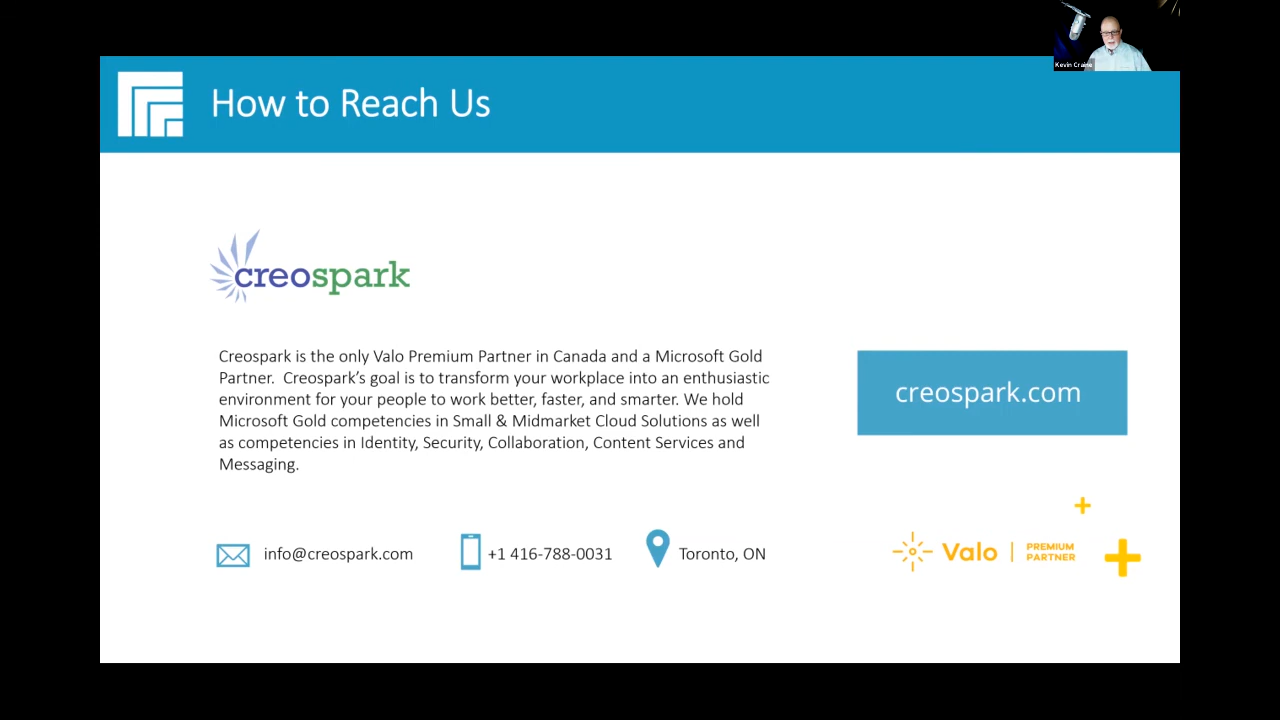 Kevin Craine
How to Reach Us
creospark
Creospark is the only Valo Premium Partner in Canada and a Microsoft Gold
Partner.  Creospark’s goal is to transform your workplace into an enthusiastic
environment for your people to work better, faster, and smarter. We hold
Microsoft Gold competencies in Small & Midmarket Cloud Solutions as well
as competencies in Identity, Security, Collaboration, Content Services and
Messaging.
creospark.com
info@creospark.com
+1 416-788-0031
Toronto, ON
Valo | PREMIUM
PARTNER